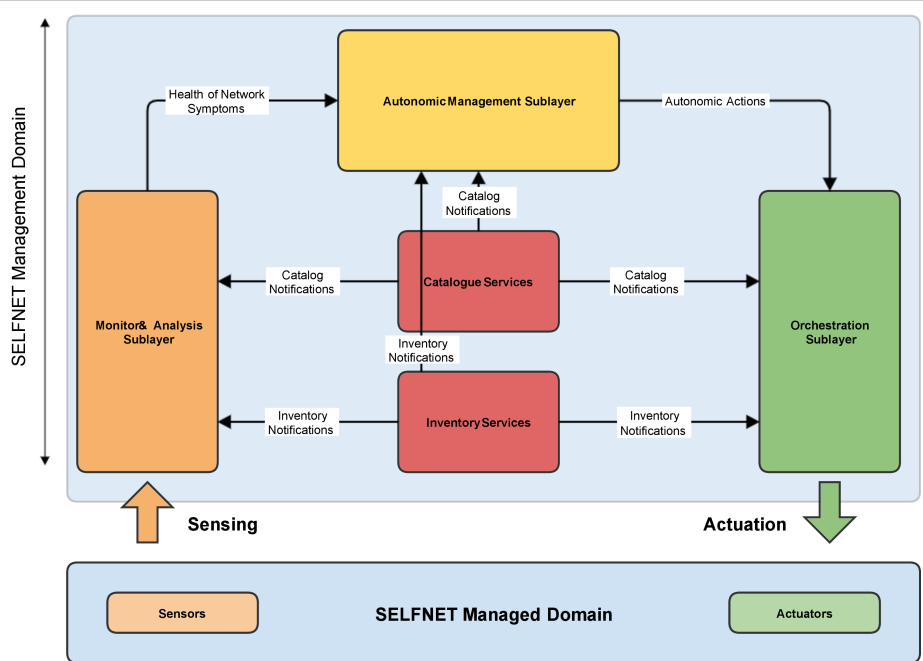 SELFNET Management Domain
Health of Network
Symptoms
Autonomic Management Sublayer
Autonomic Actions
Catalog
Notifications
Catalog
Notifications
Catalogue Services
Catalog
Notifications
Monitor& Analysis
Sublayer
Orchestration
Sublayer
Inventory
Notifications
Inventory
Notifications
Inventory Services
Inventory
Notifications
Sensing
Actuation
Sensors
SELFNET Managed Domain
Actuators